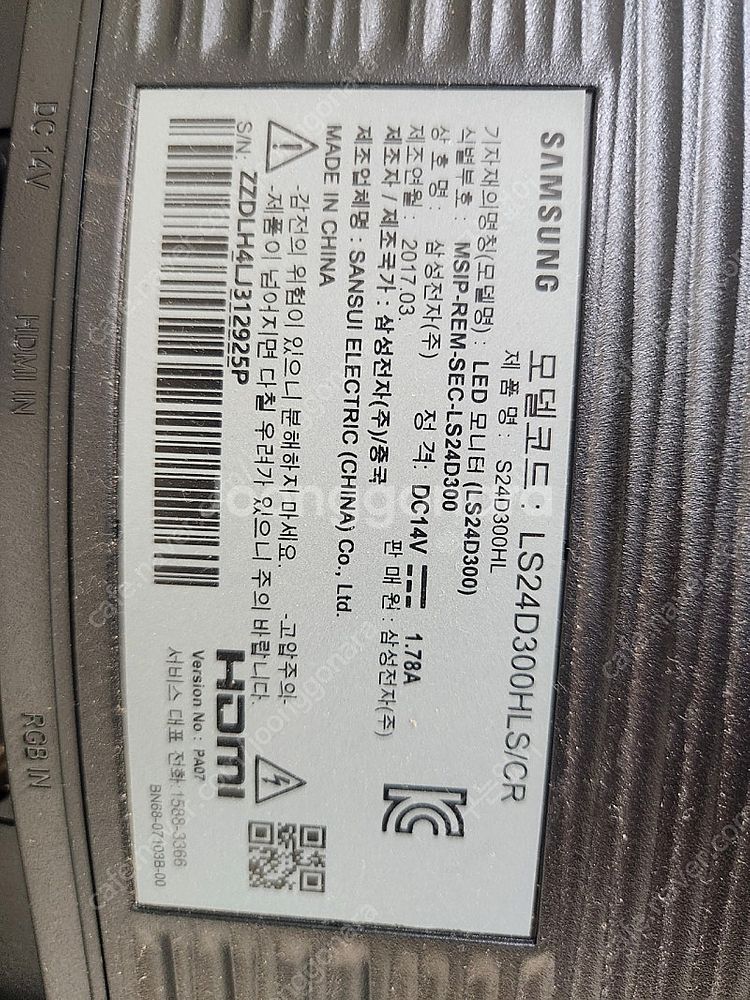 SAMSUNG
모델코드 : LS24D300HLS/CR
제 품 명 : S24D300HL
기자재의명칭(모델명) : LED 모니터 (LS24D300)
식별부호 : MSIP-REM-SEC-LS24D300
상 호 명 : 삼성전자(주) 정 격: DC14V 1.78A
제조연월: 2017.03. 판 매 원 : 삼성전자(주)
제조자 / 제조국가 : 삼성전자(주)/중국
제조업체명 : SANSUI ELECTRIC (CHINA) Co., Ltd.
MADE IN CHINA
-감전의 위험이 있으니 분해하지 마세요. -고압주의
-제품이 넘어지면 다칠 우려가 있으니 주의 바랍니다.
S/N: ZZDLH4LJ312925P
HDMI
Version No : PA07
서비스 대표 전화 1588-3366
BN68-07103B-00
DC 14V
HDMI IN
RGB IN
joonggonara
cafe.naver.com